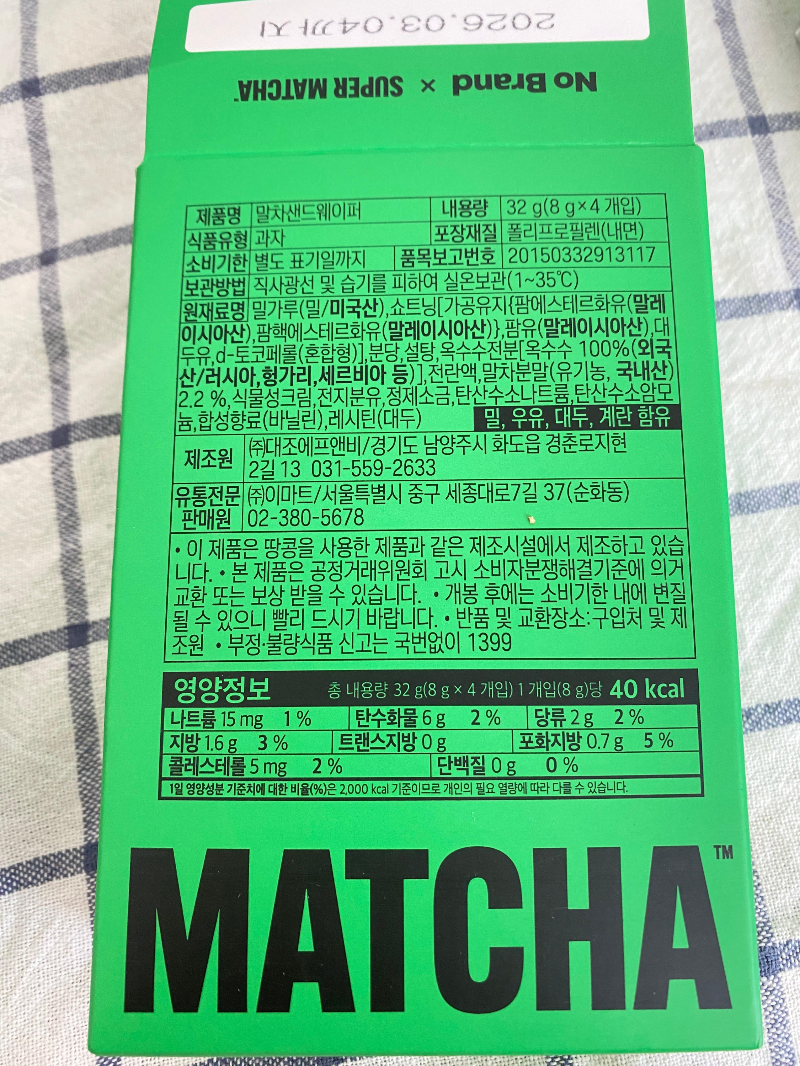 2026.03.04까지
No Brand × SUPER MATCHA™
제품명 말차샌드웨이퍼 내용량 32 g(8 g×4 개입)
식품유형 과자 포장재질 폴리프로필렌(내면)
소비기한 별도 표기일까지 품목보고번호 20150332913117
보관방법 직사광선 및 습기를 피하여 실온보관(1~35℃)
원재료명 밀가루(밀/미국산),쇼트닝[가공유지{팜에스테르화유(말레
이시아산),팜핵에스테르화유(말레이시아산)},팜유(말레이시아산),대
두유,d-토코페롤(혼합형)],분당,설탕,옥수수전분[옥수수 100%(외국
산/러시아,헝가리,세르비아 등)],전란액,말차분말(유기농, 국내산)
2.2 %,식물성크림,전지분유,정제소금,탄산수소나트륨,탄산수소암모
늄,합성향료(바닐린),레시틴(대두) 밀, 우유, 대두, 계란 함유
제조원 ㈜대조에프앤비/경기도 남양주시 화도읍 경춘로지현
2길 13 031-559-2633
유통전문 ㈜이마트/서울특별시 중구 세종대로7길 37(순화동)
판매원 02-380-5678
• 이 제품은 땅콩을 사용한 제품과 같은 제조시설에서 제조하고 있습
니다. • 본 제품은 공정거래위원회 고시 소비자분쟁해결기준에 의거
교환 또는 보상 받을 수 있습니다. • 개봉 후에는 소비기한 내에 변질
될 수 있으니 빨리 드시기 바랍니다. • 반품 및 교환장소:구입처 및 제
조원 • 부정·불량식품 신고는 국번없이 1399
영양정보 총 내용량 32 g(8 g × 4 개입) 1 개입(8 g)당 40 kcal
나트륨 15 mg 1 % 탄수화물 6 g 2 % 당류 2 g 2 %
지방 1.6 g 3 % 트랜스지방 0 g 포화지방 0.7 g 5 %
콜레스테롤 5 mg 2 % 단백질 0 g 0 %
1일 영양성분 기준치에 대한 비율(%)은 2,000 kcal 기준이므로 개인의 필요 열량에 따라 다를 수 있습니다.
MATCHA™